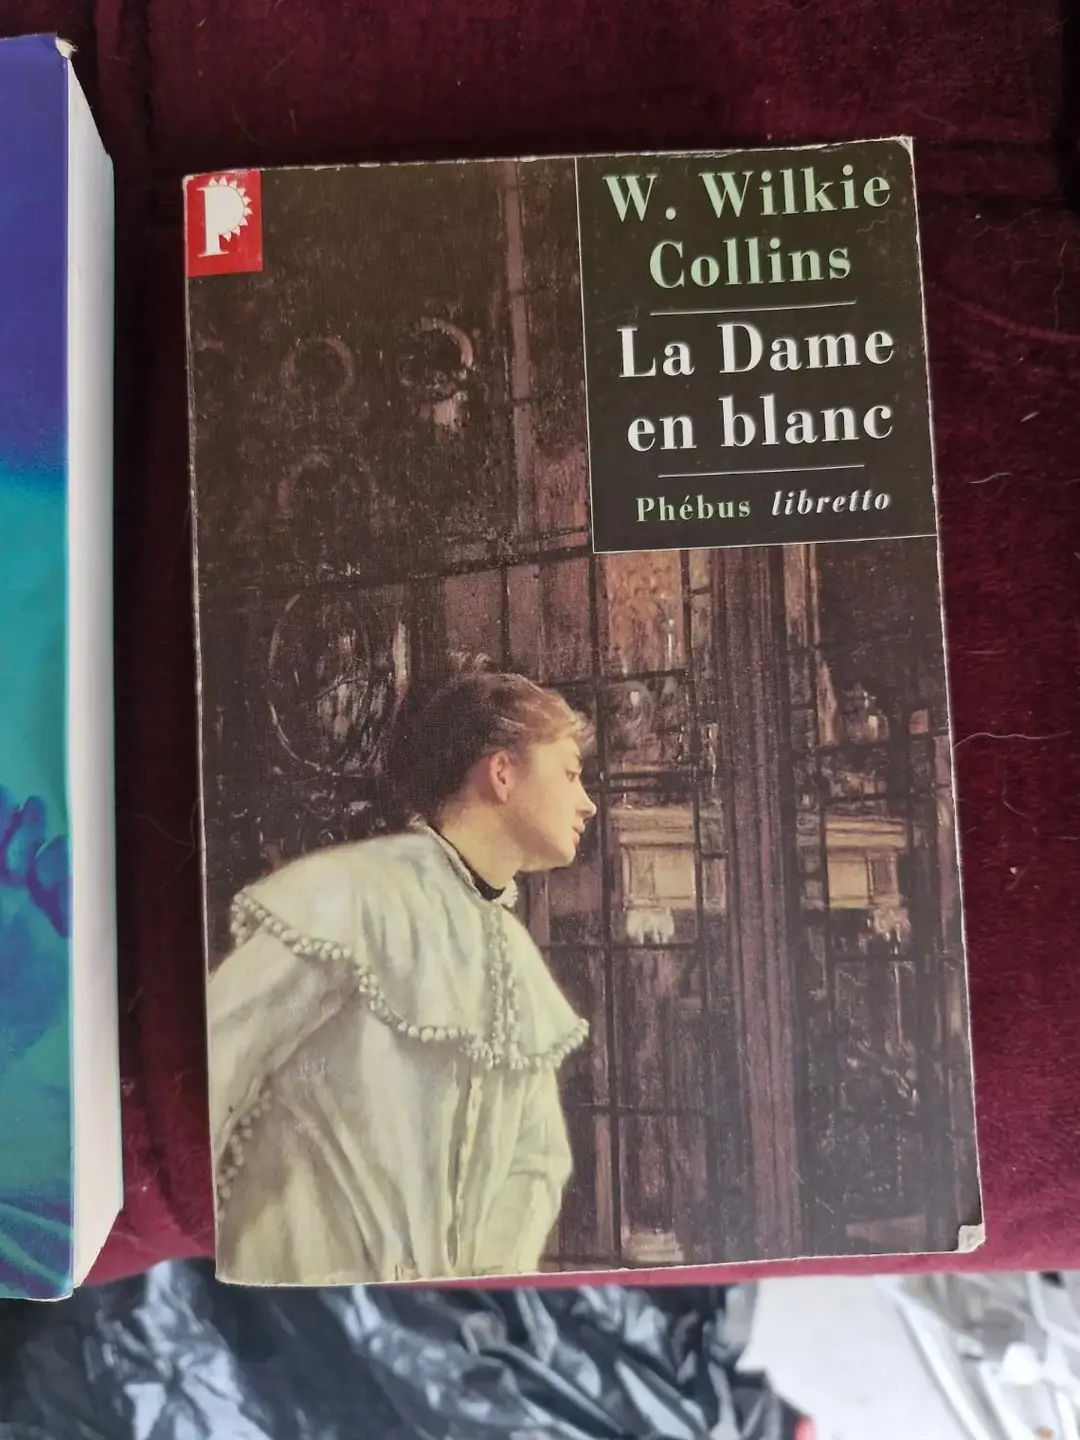 P
W. Wilkie
Collins
La Dame
en blanc
Phébus libretto